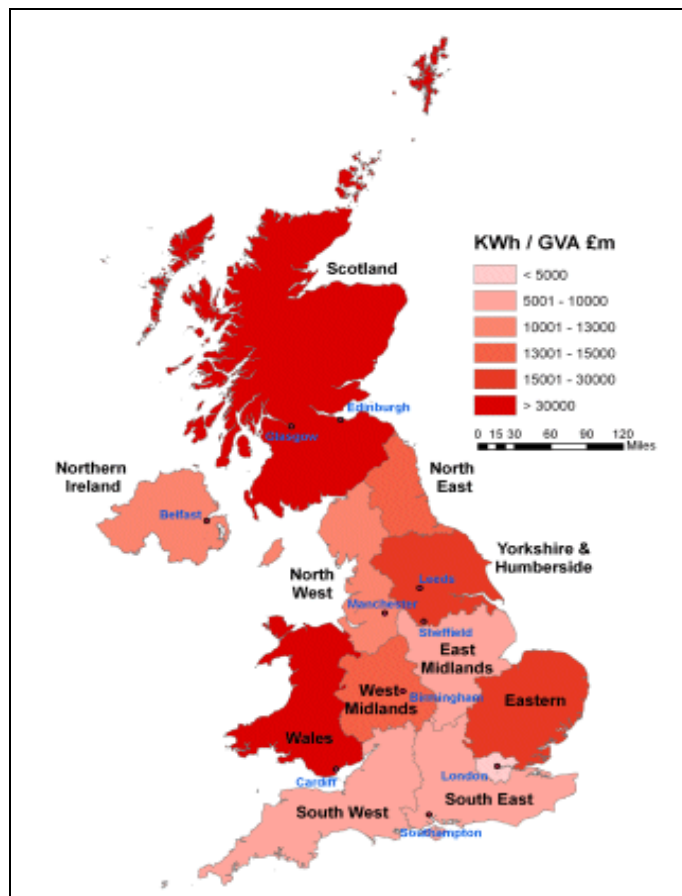 KWh / GVA £m
< 5000
5001 - 10000
10001 - 13000
13001 - 15000
15001 - 30000
> 30000
0 15 30 60 90 120
Miles
Scotland
Edinburgh
Glasgow
Northern
Ireland
Belfast
North
East
Yorkshire &
Humberside
Leeds
North
West
Manchester
Sheffield
East
Midlands
West
Midlands
Birmingham
Eastern
Wales
Cardiff
London
South West
South East
Southampton